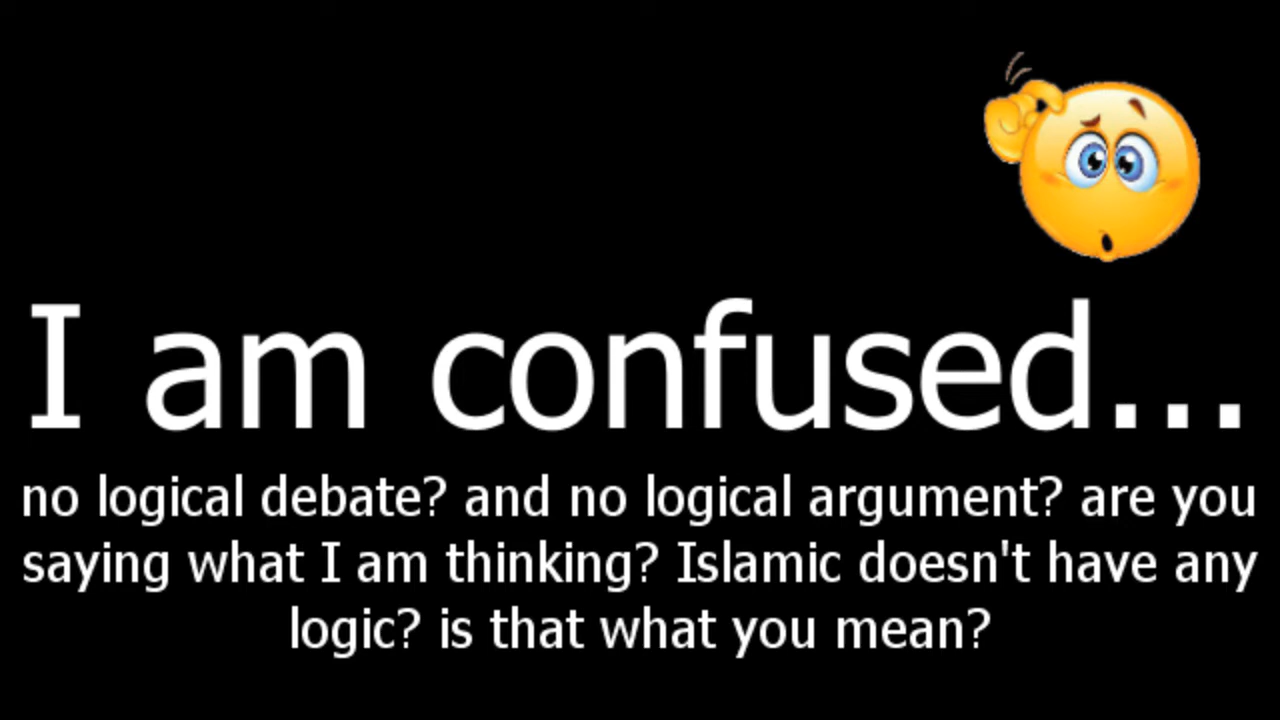 I am confused...
no logical debate? and no logical argument? are you
saying what I am thinking? Islamic doesn't have any
logic? is that what you mean?